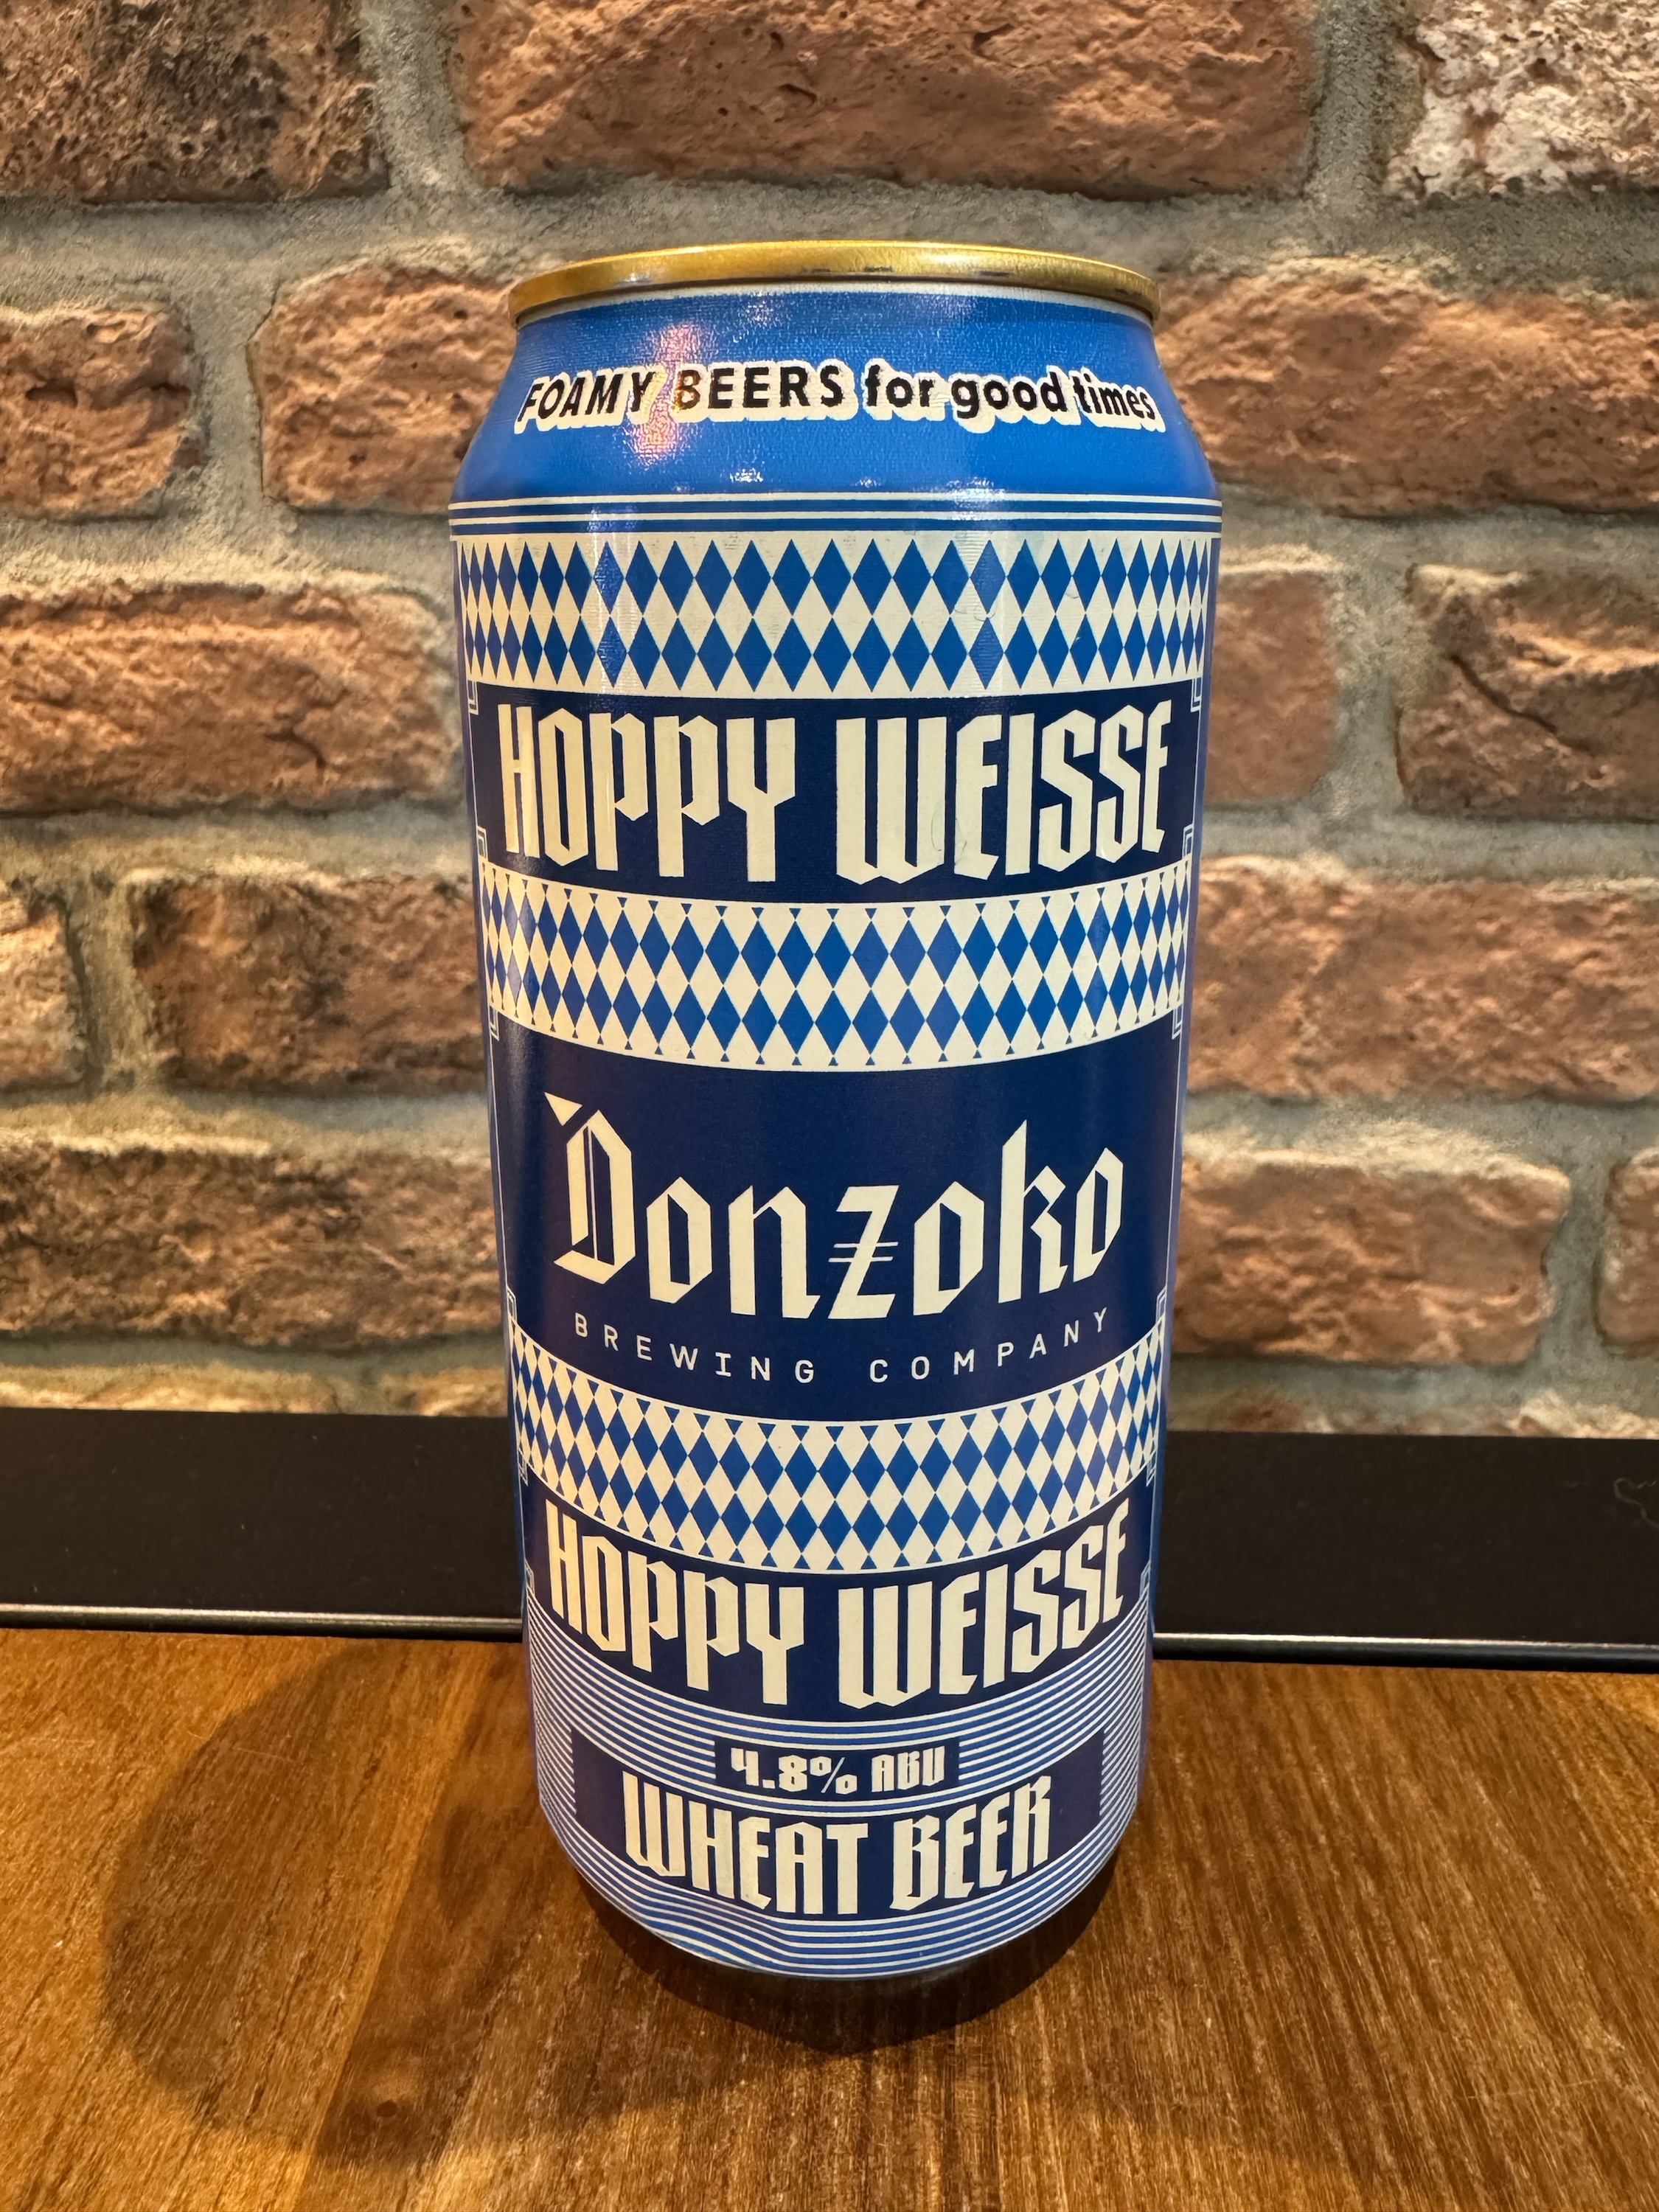 FOAMY BEERS for good times
HOPPY WEISSE
Donzoko
BREWING COMPANY
HOPPY WEISSE
4.8% ABV
WHEAT BEER